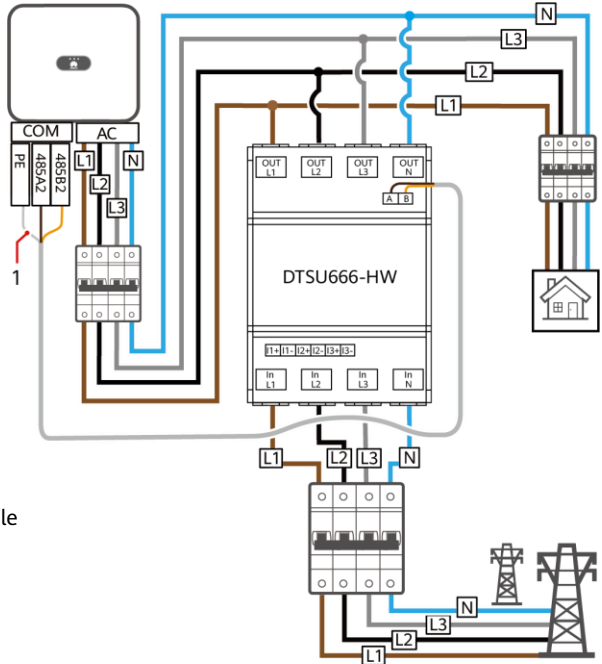 N
L3
L2
L1
COM
AC
PE
485A2
485B2
L1
L2
L3
N
1
OUT L1
OUT L2
OUT L3
OUT N
A B
DTSU666-HW
I1+ I1- I2+ I2- I3+ I3-
In L1
In L2
In L3
In N
L1
L2
L3
N
le
N
L3
L2
L1